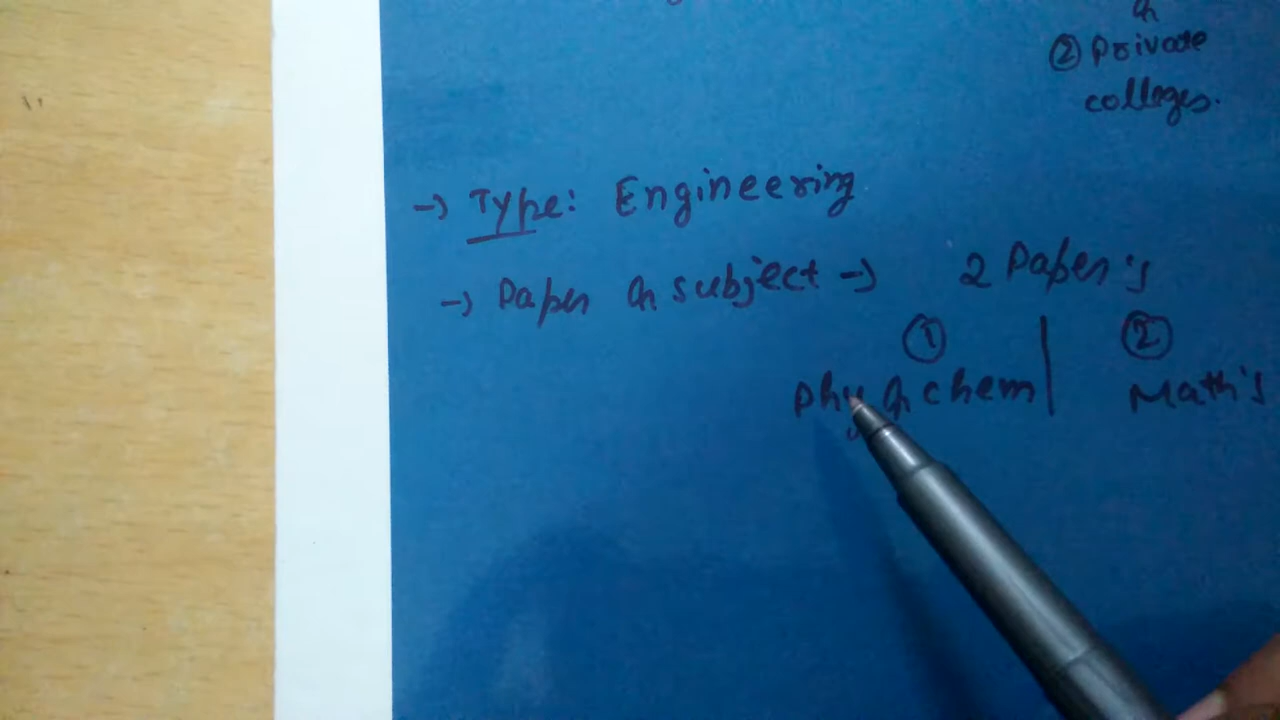 ② Private
colleges.
→ Type: Engineering
→ Paper & subject → 2 Paper's
① | ②
Phy & chem | Math's